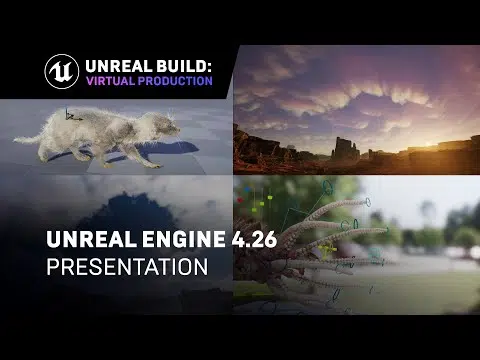 UNREAL BUILD:
VIRTUAL PRODUCTION
UNREAL ENGINE 4.26
PRESENTATION